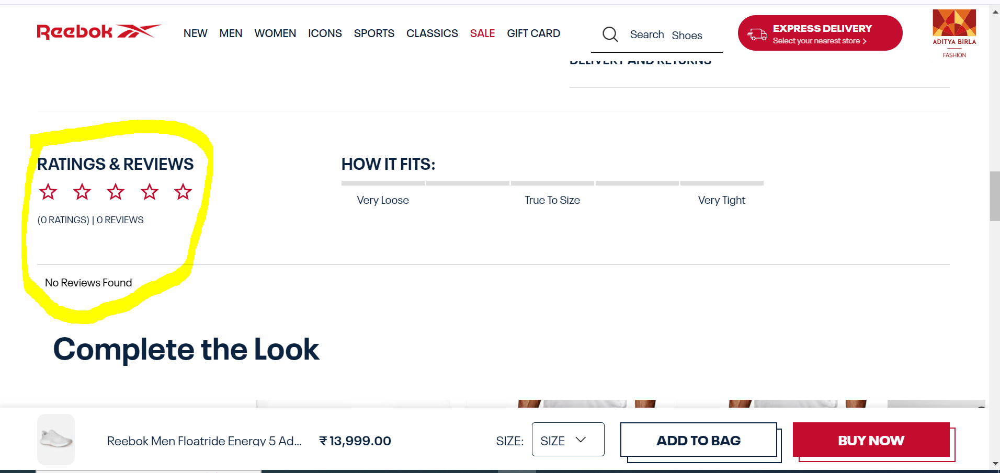 Reebok
NEW MEN WOMEN ICONS SPORTS CLASSICS SALE GIFT CARD
Search Shoes
EXPRESS DELIVERY
Select your nearest store >
ADITYA BIRLA
FASHION
DELIVERY AND RETURNS
RATINGS & REVIEWS
(0 RATINGS) | 0 REVIEWS
HOW IT FITS:
Very Loose True To Size Very Tight
No Reviews Found
Complete the Look
Reebok Men Floatride Energy 5 Ad... ₹ 13,999.00
SIZE: SIZE
ADD TO BAG
BUY NOW